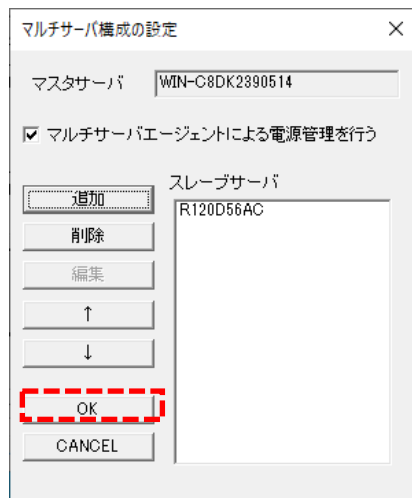 マルチサーバ構成の設定
マスタサーバ WIN-C8DK2390514
マルチサーバエージェントによる電源管理を行う
スレーブサーバ
追加
R120D56AC
削除
編集
↑
↓
OK
CANCEL